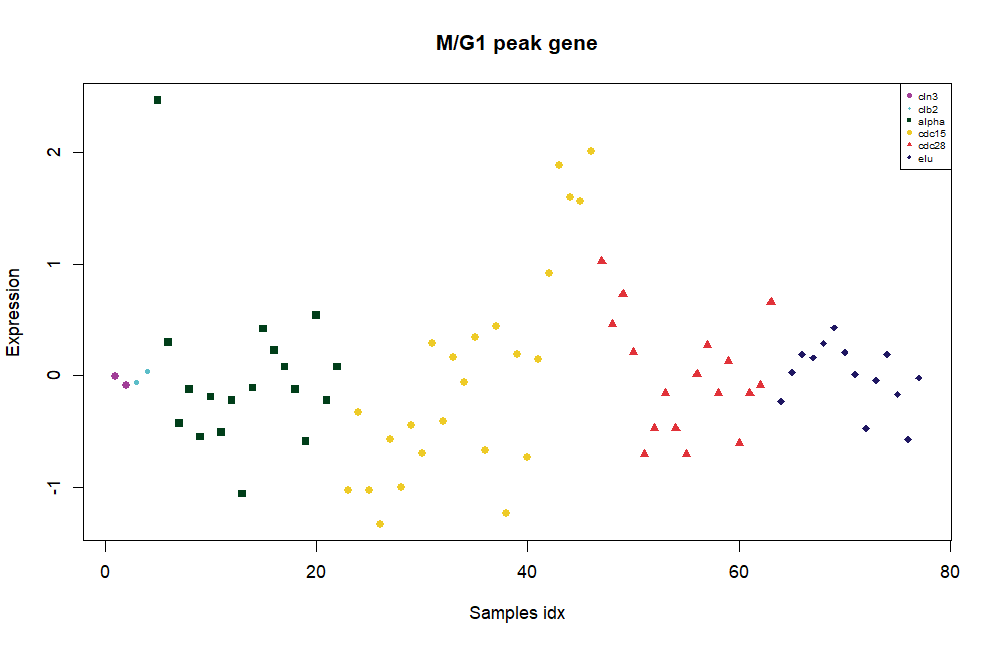 M/G1 peak gene
Expression
2
1
0
-1
0 20 40 60 80
Samples idx
cln3
clb2
alpha
cdc15
cdc28
elu